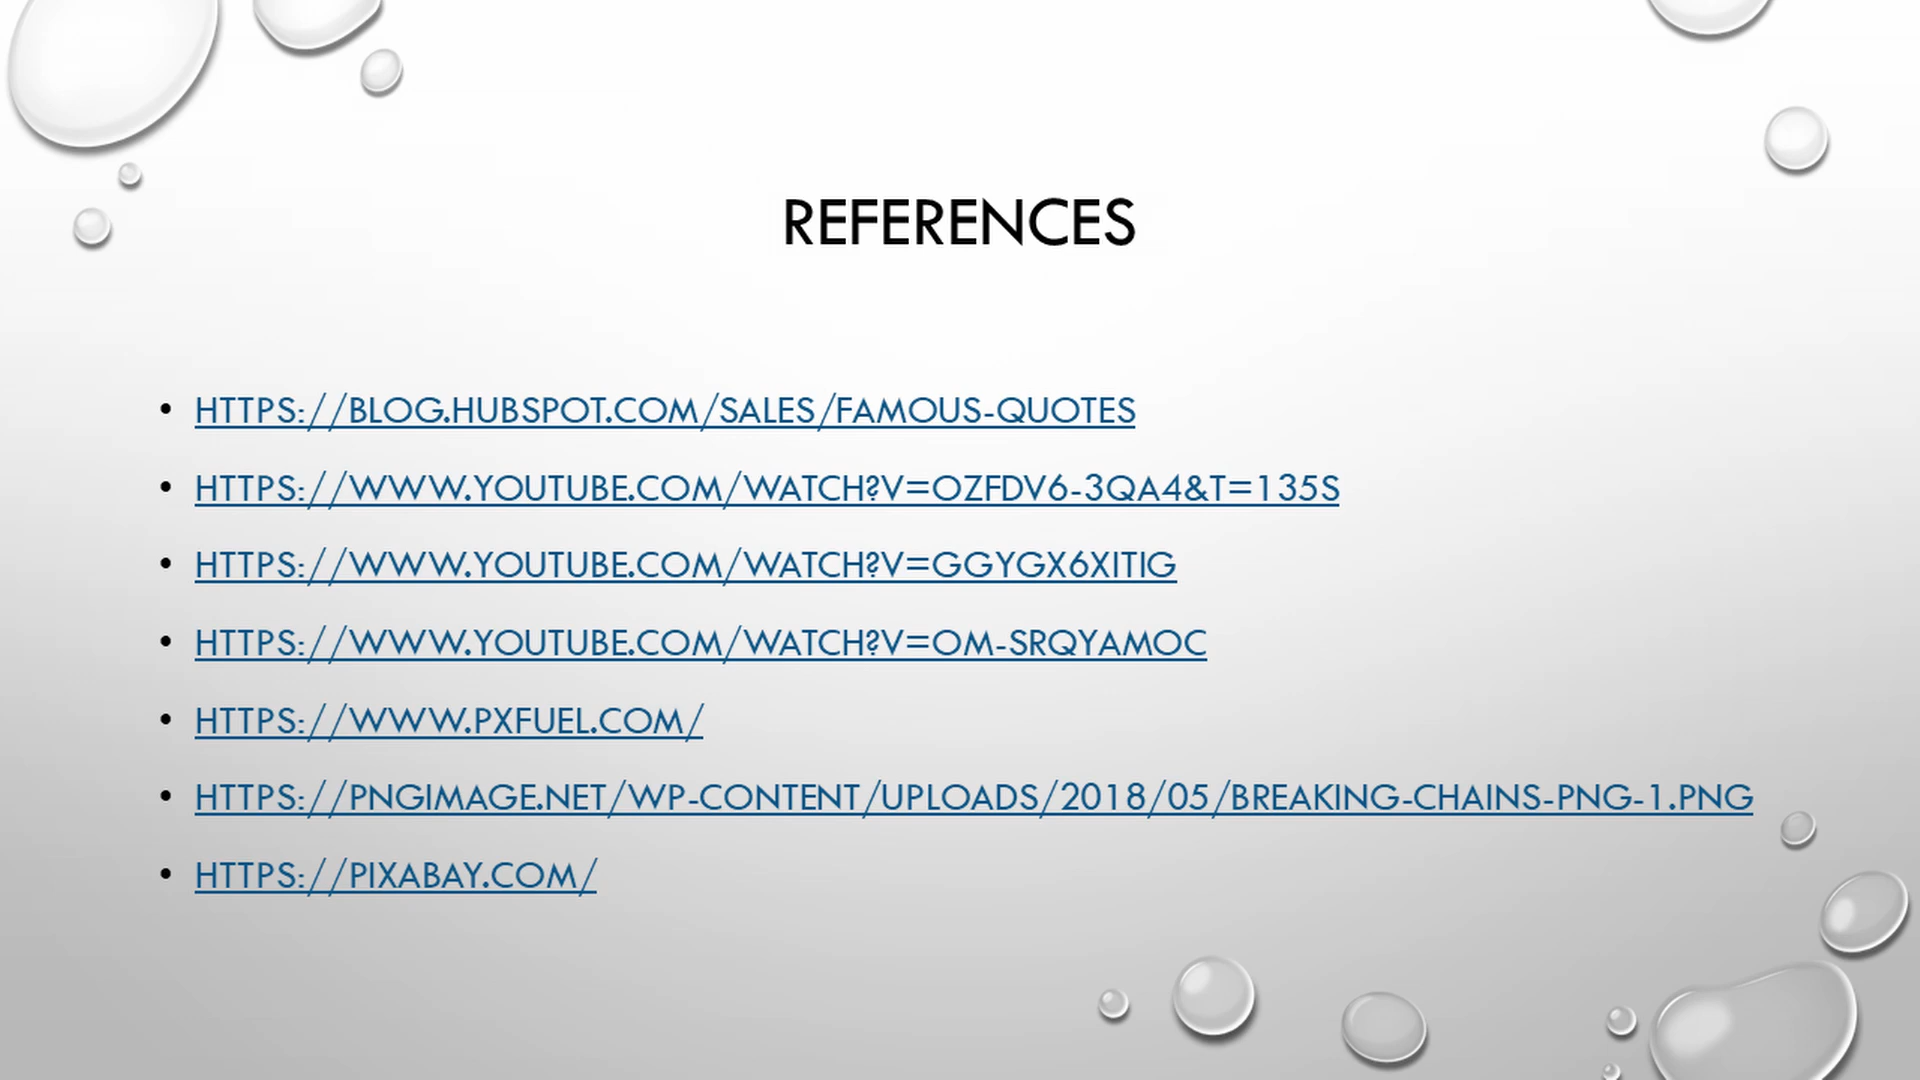 REFERENCES
HTTPS://BLOG.HUBSPOT.COM/SALES/FAMOUS-QUOTES
HTTPS://WWW.YOUTUBE.COM/WATCH?V=OZFDV6-3QA4&T=135S
HTTPS://WWW.YOUTUBE.COM/WATCH?V=GGYGX6XITIG
HTTPS://WWW.YOUTUBE.COM/WATCH?V=OM-SRQYAMOC
HTTPS://WWW.PXFUEL.COM/
HTTPS://PNGIMAGE.NET/WP-CONTENT/UPLOADS/2018/05/BREAKING-CHAINS-PNG-1.PNG
HTTPS://PIXABAY.COM/